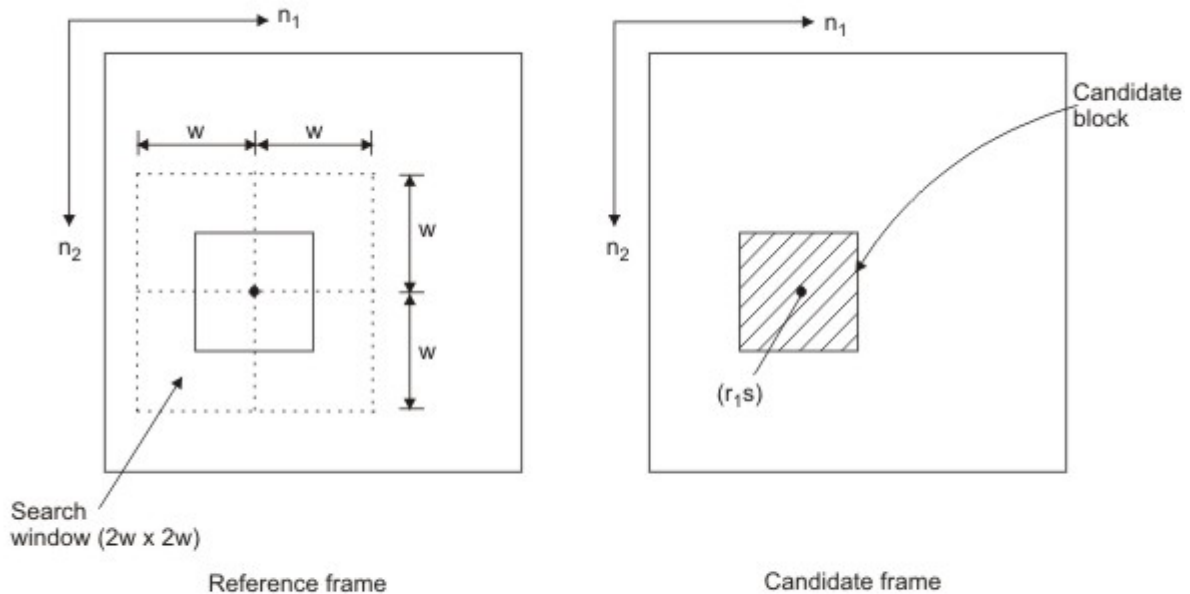 n₁
n₁
Candidate
block
w w
w
n₂
n₂
w
(r₁s)
Search
window (2w x 2w)
Reference frame
Candidate frame